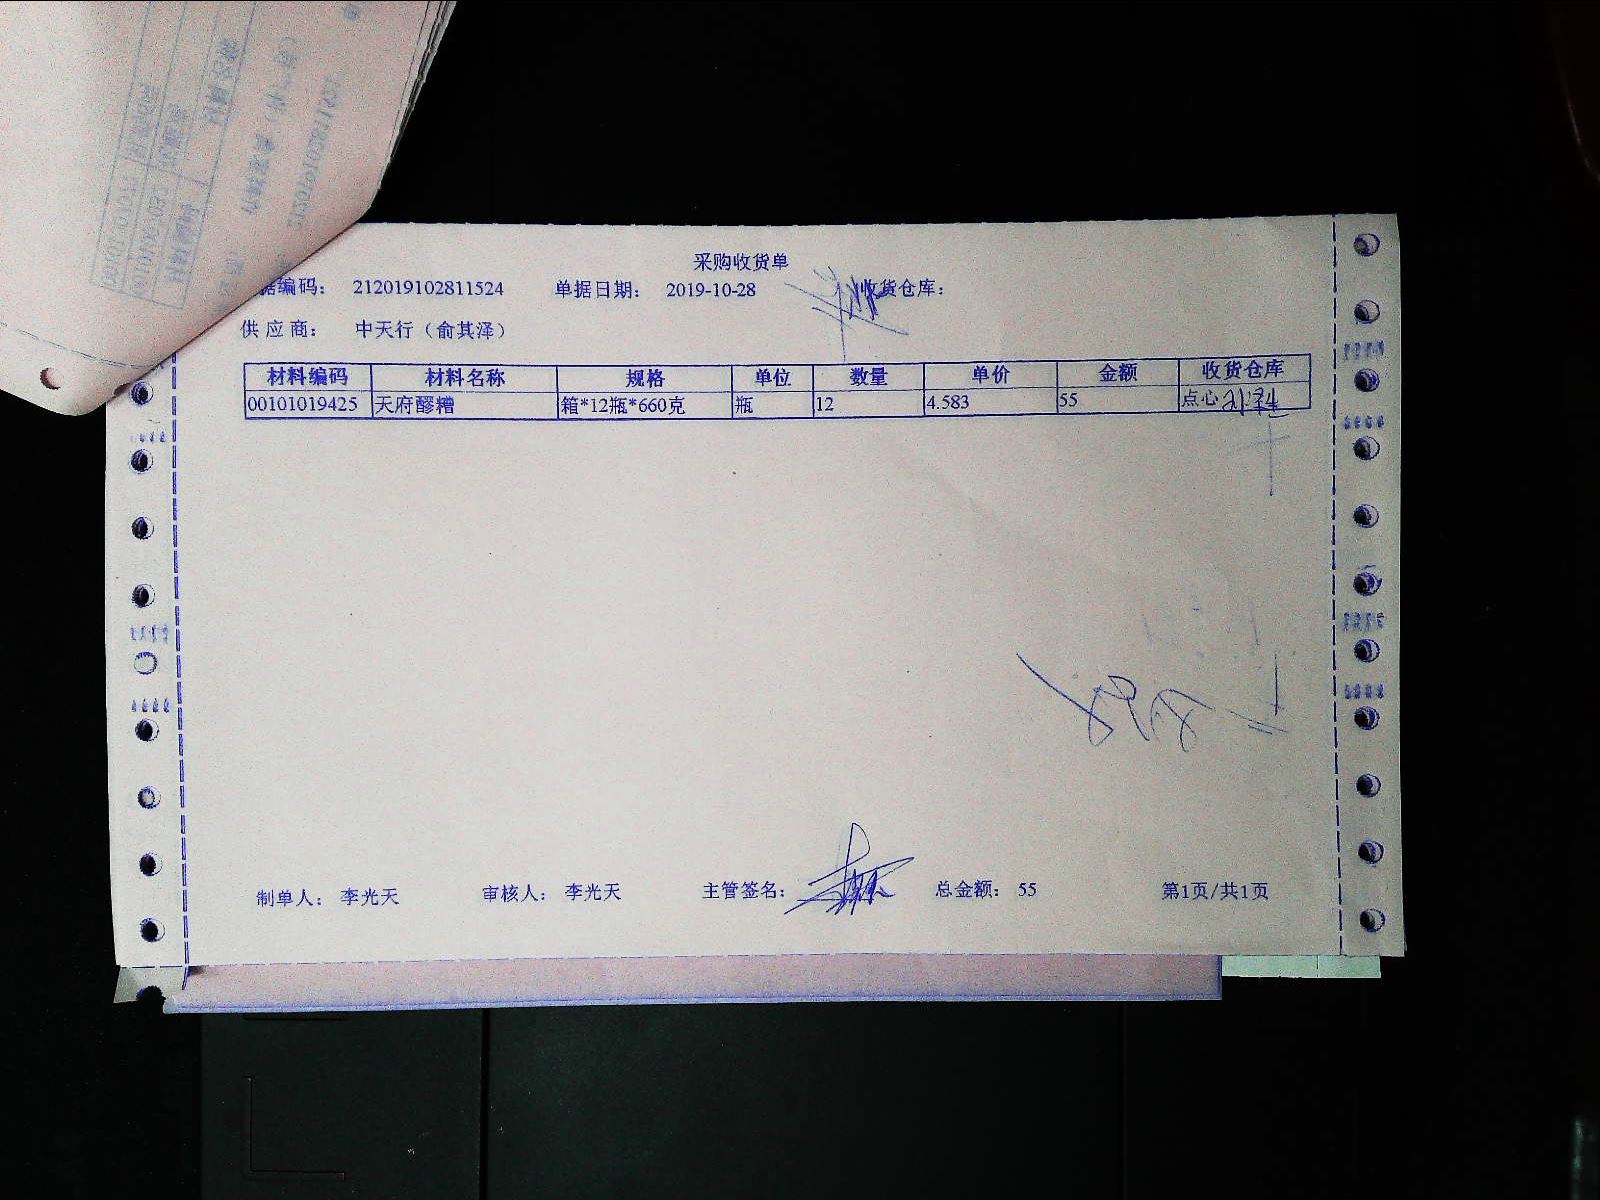 采购收货单
据编码： 212019102811524 单据日期： 2019-10-28 收货仓库：
供应商： 中天行（俞其泽）
材料编码 材料名称 规格 单位 数量 单价 金额 收货仓库
00101019425 天府醪糟 箱*12瓶*660克 瓶 12 4.583 55 点心
制单人： 李光天 审核人： 李光天 主管签名： 总金额： 55 第1页/共1页